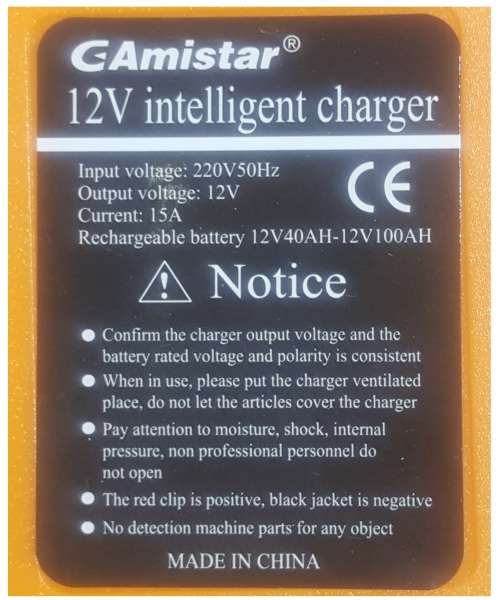 GAmistar®
12V intelligent charger
Input voltage: 220V50Hz
Output voltage: 12V
Current: 15A
Rechargeable battery 12V40AH-12V100AH
CE
Notice
● Confirm the charger output voltage and the
battery rated voltage and polarity is consistent
● When in use, please put the charger ventilated
place, do not let the articles cover the charger
● Pay attention to moisture, shock, internal
pressure, non professional personnel do
not open
● The red clip is positive, black jacket is negative
● No detection machine parts for any object
MADE IN CHINA